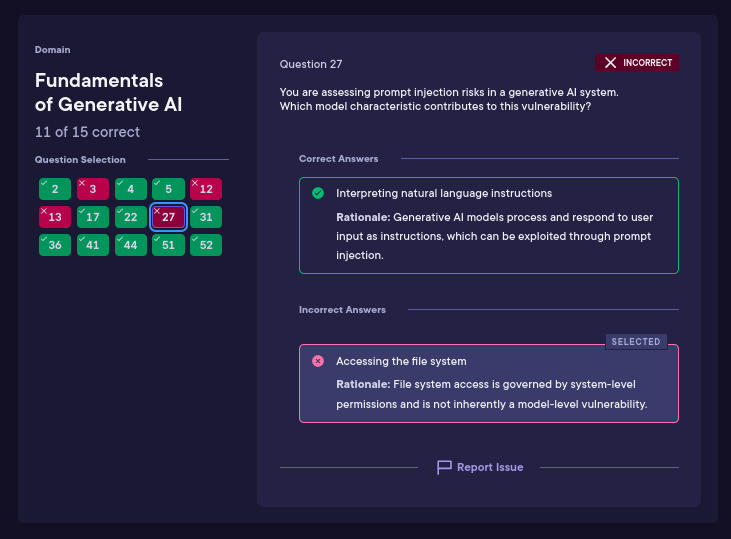 Domain
Fundamentals
of Generative AI
11 of 15 correct
Question Selection
2 3 4 5 12
13 17 22 27 31
36 41 44 51 52
Question 27
INCORRECT
You are assessing prompt injection risks in a generative AI system.
Which model characteristic contributes to this vulnerability?
Correct Answers
Interpreting natural language instructions
Rationale: Generative AI models process and respond to user
input as instructions, which can be exploited through prompt
injection.
Incorrect Answers
SELECTED
Accessing the file system
Rationale: File system access is governed by system-level
permissions and is not inherently a model-level vulnerability.
Report Issue